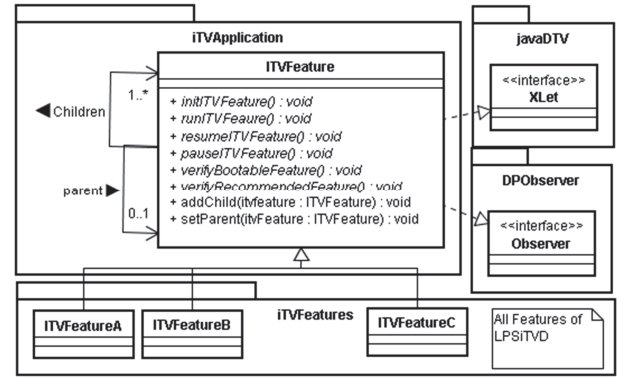 iTVApplication
ITVFeature
+ initITVFeature() : void
+ runITVFeaure() : void
+ resumeITVFeature() : void
+ pauseITVFeature() : void
+ verifyBootableFeature() : void
+ verifyRecommendedFeature() : void
+ addChild(itvfeature : ITVFeature) : void
+ setParent(itvFeature : ITVFeature) : void
1..*
Children
parent
0..1
javaDTV
<<interface>>
XLet
DPObserver
<<interface>>
Observer
iTVFeatures
ITVFeatureA
ITVFeatureB
ITVFeatureC
All Features of
LPSiTVD